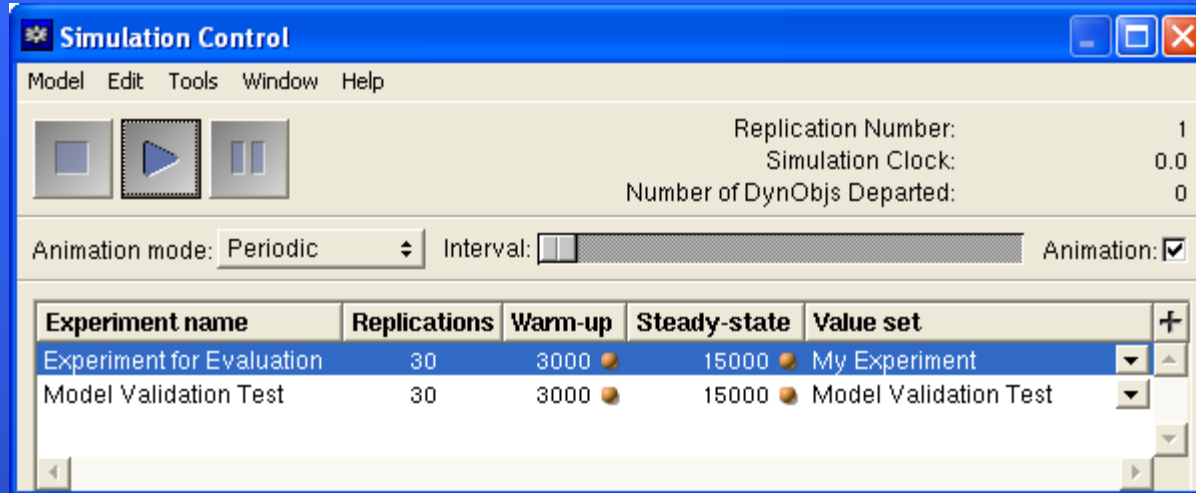 Simulation Control
Model Edit Tools Window Help
Replication Number: 1
Simulation Clock: 0.0
Number of DynObjs Departed: 0
Animation mode: Periodic Interval: Animation:
Experiment name Replications Warm-up Steady-state Value set
Experiment for Evaluation 30 3000 15000 My Experiment
Model Validation Test 30 3000 15000 Model Validation Test